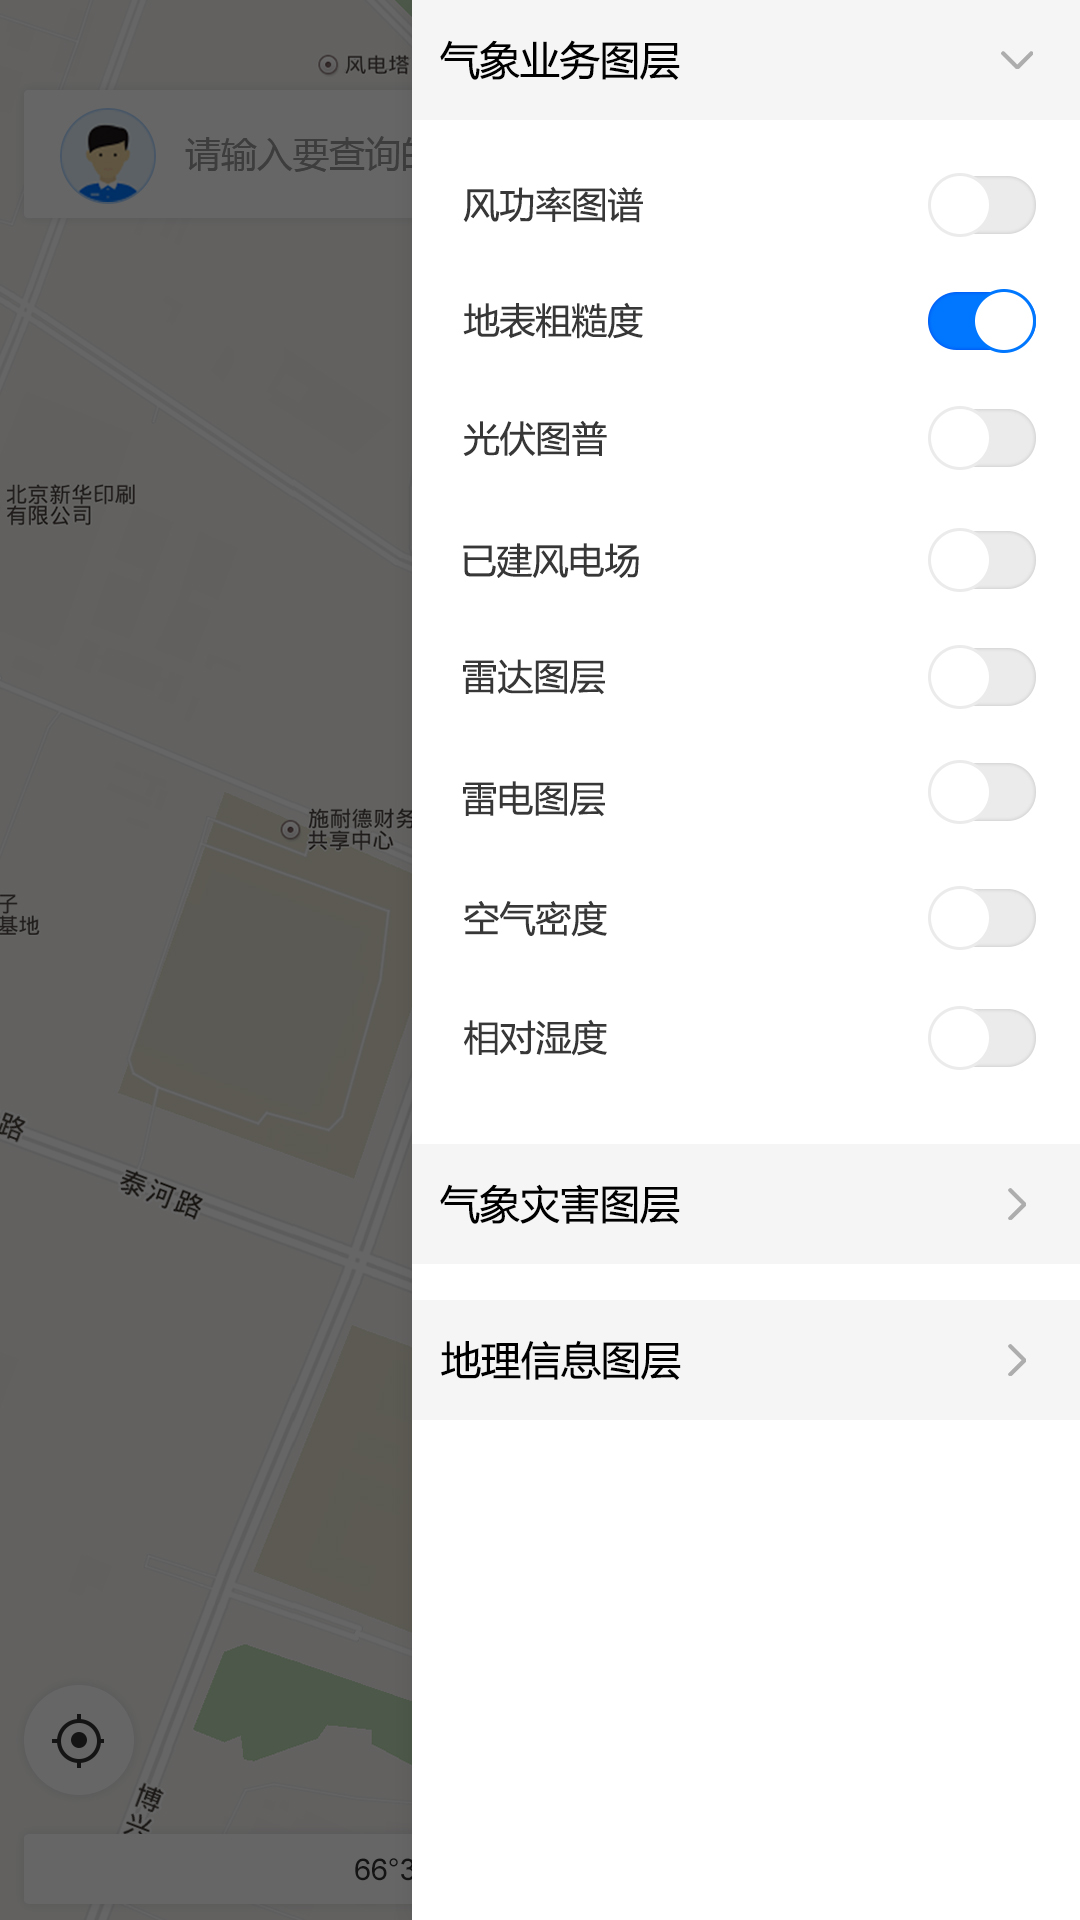 风电塔
请输入要查询
北京新华印刷
有限公司
施耐德财务
共享中心
子
基地
路
泰河路
博
兴
66°3
气象业务图层
风功率图谱
地表粗糙度
光伏图普
已建风电场
雷达图层
雷电图层
空气密度
相对湿度
气象灾害图层
地理信息图层